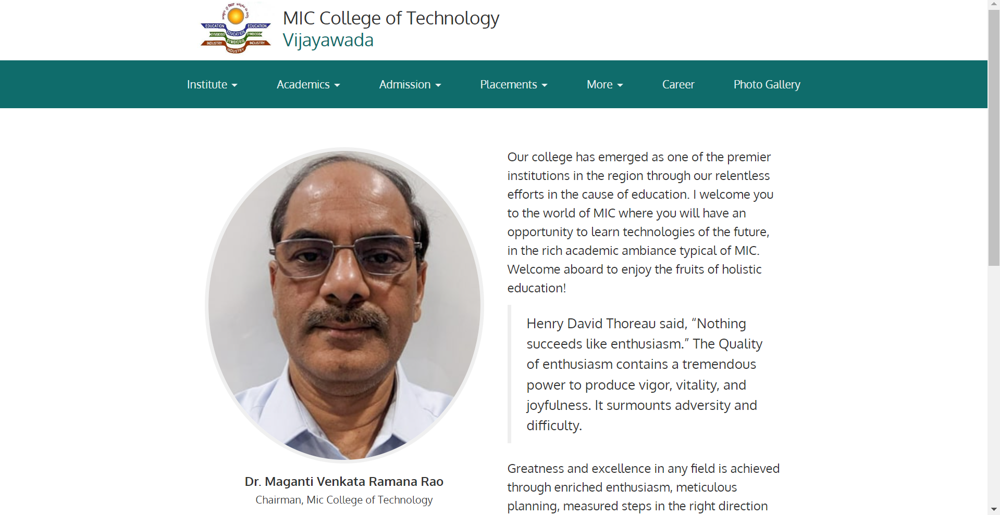 MIC College of Technology
Vijayawada
EDUCATION EDUCATION EDUCATION
SYMBIOSIS SYMBIOSIS SYMBIOSIS
INDUSTRY INDUSTRY INDUSTRY
Institute
Academics
Admission
Placements
More
Career
Photo Gallery
Our college has emerged as one of the premier
institutions in the region through our relentless
efforts in the cause of education. I welcome you
to the world of MIC where you will have an
opportunity to learn technologies of the future,
in the rich academic ambiance typical of MIC.
Welcome aboard to enjoy the fruits of holistic
education!
Henry David Thoreau said, “Nothing
succeeds like enthusiasm.” The Quality
of enthusiasm contains a tremendous
power to produce vigor, vitality, and
joyfulness. It surmounts adversity and
difficulty.
Greatness and excellence in any field is achieved
through enriched enthusiasm, meticulous
planning, measured steps in the right direction
Dr. Maganti Venkata Ramana Rao
Chairman, Mic College of Technology